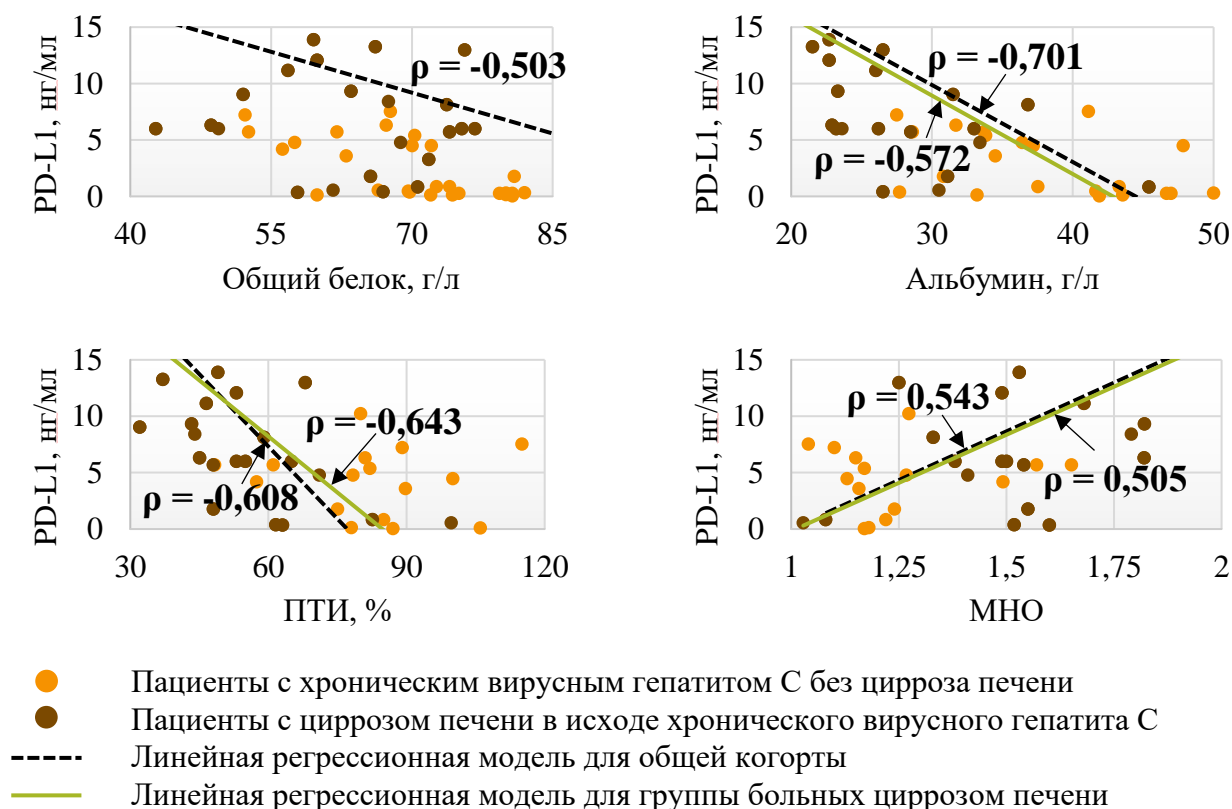 PD-L1, нг/мл
15
10
5
0
ρ = -0,503
40 55 70 85
Общий белок, г/л
PD-L1, нг/мл
15
10
5
0
ρ = -0,701
ρ = -0,572
20 30 40 50
Альбумин, г/л
PD-L1, нг/мл
15
10
5
0
ρ = -0,643
ρ = -0,608
30 60 90 120
ПТИ, %
PD-L1, нг/мл
15
10
5
0
ρ = 0,543
ρ = 0,505
1 1,25 1,5 1,75 2
МНО
Пациенты с хроническим вирусным гепатитом С без цирроза печени
Пациенты с циррозом печени в исходе хронического вирусного гепатита С
Линейная регрессионная модель для общей когорты
Линейная регрессионная модель для группы больных циррозом печени